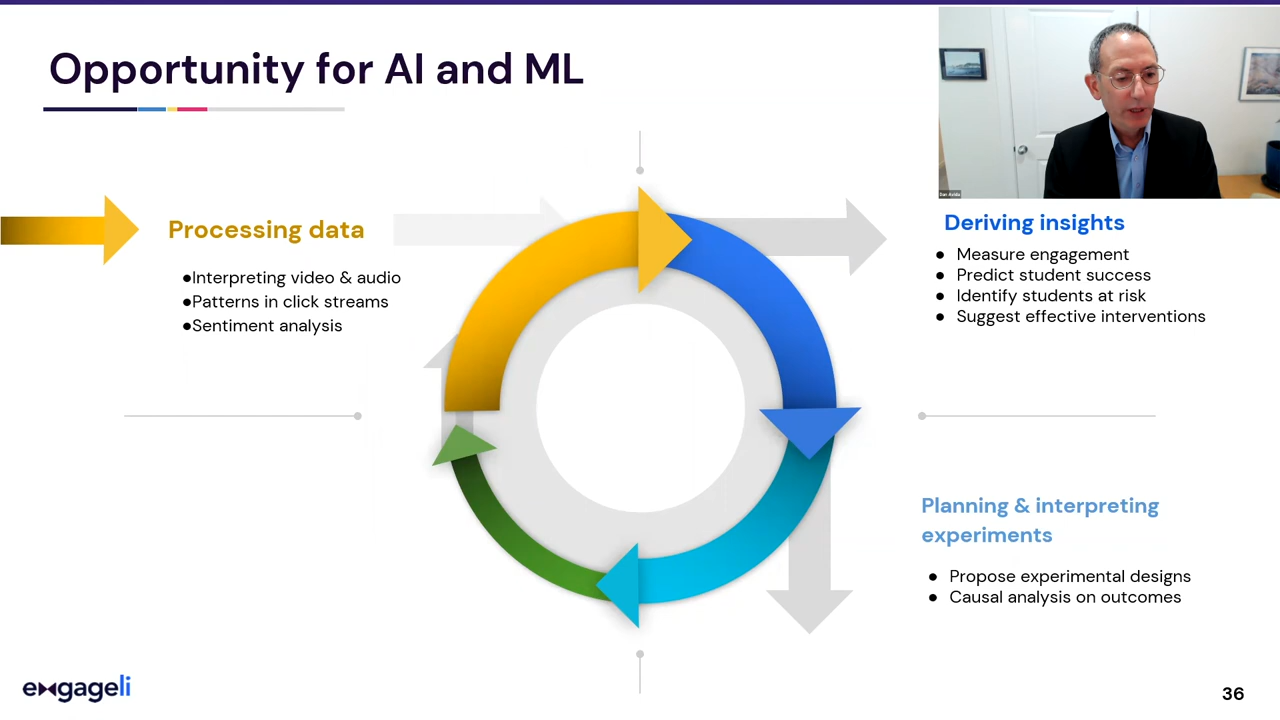 Opportunity for AI and ML
Processing data
●Interpreting video & audio
●Patterns in click streams
●Sentiment analysis
Dan Avida
Deriving insights
● Measure engagement
● Predict student success
● Identify students at risk
● Suggest effective interventions
Planning & interpreting
experiments
● Propose experimental designs
● Causal analysis on outcomes
engageli
36